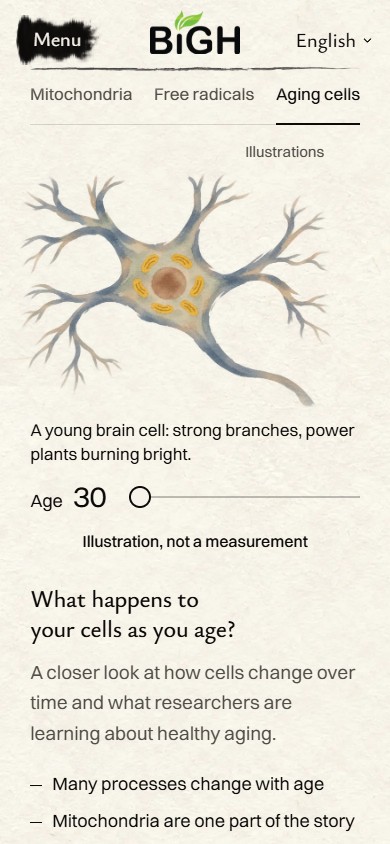 Menu
BiGH
English
Mitochondria Free radicals Aging cells
Illustrations
A young brain cell: strong branches, power
plants burning bright.
Age 30
Illustration, not a measurement
What happens to
your cells as you age?
A closer look at how cells change over
time and what researchers are
learning about healthy aging.
— Many processes change with age
— Mitochondria are one part of the story